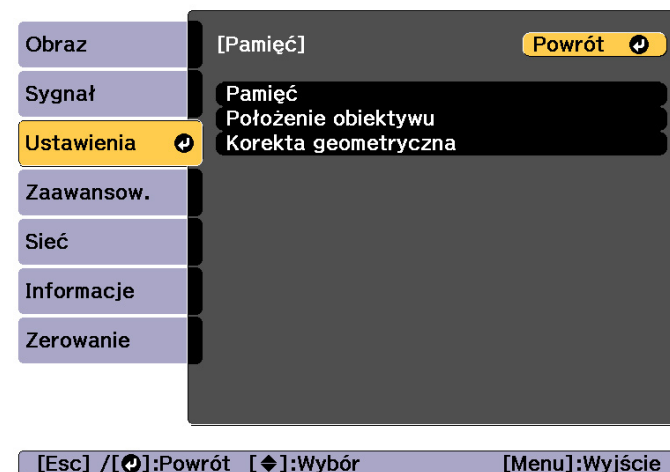 Obraz
Sygnał
Ustawienia
Zaawansow.
Sieć
Informacje
Zerowanie
[Pamięć]
Powrót
Pamięć
Położenie obiektywu
Korekta geometryczna
[Esc] /[⏎]:Powrót [◆]:Wybór [Menu]:Wyjście